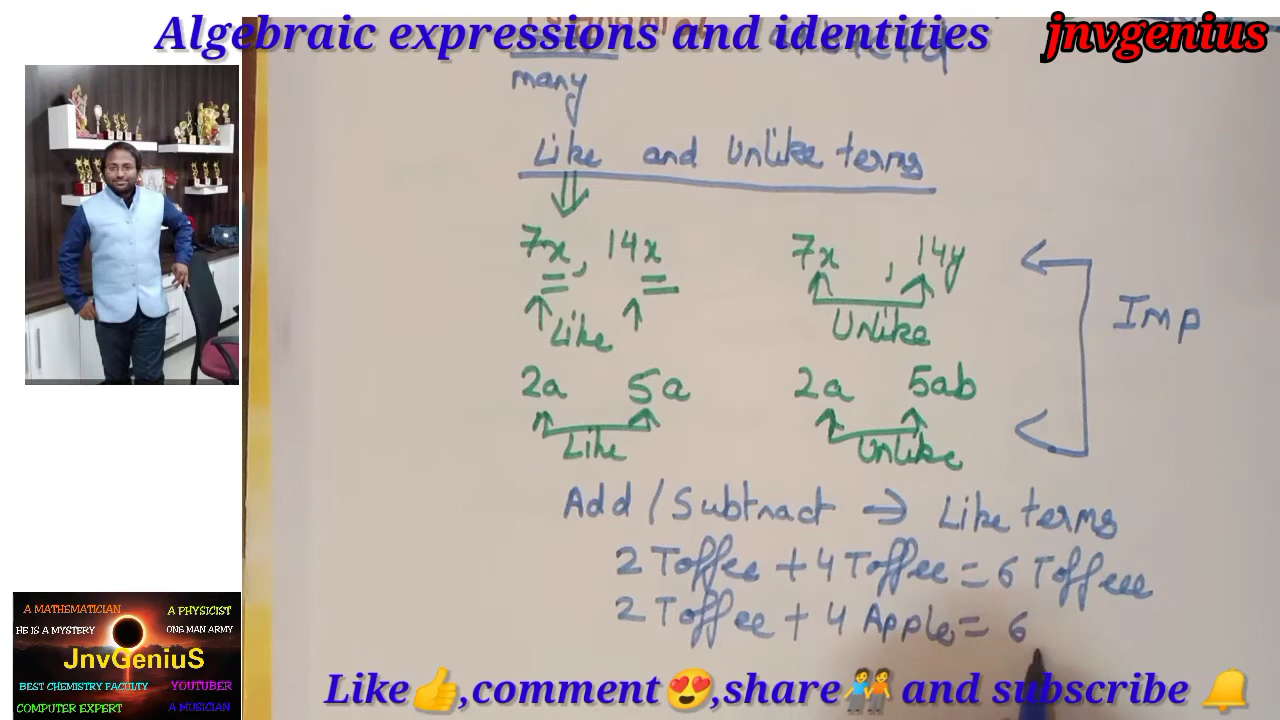 Algebraic expressions and identities
jnvgenius
many
Like and Unlike terms
7x, 14x
7x , 14y
Like
Unlike
Imp
2a 5a
2a 5ab
Like
Unlike
Add / Subtract → Like terms
2 Toffee + 4 Toffee = 6 Toffeee
2 Toffee + 4 Apple = 6
A MATHEMATICIAN
A PHYSICIST
HE IS A MYSTERY
ONE MAN ARMY
JnvGeniuS
BEST CHEMISTRY FACULTY
YOUTUBER
COMPUTER EXPERT
A MUSICIAN
Like👍,comment😍,share👬 and subscribe 🔔